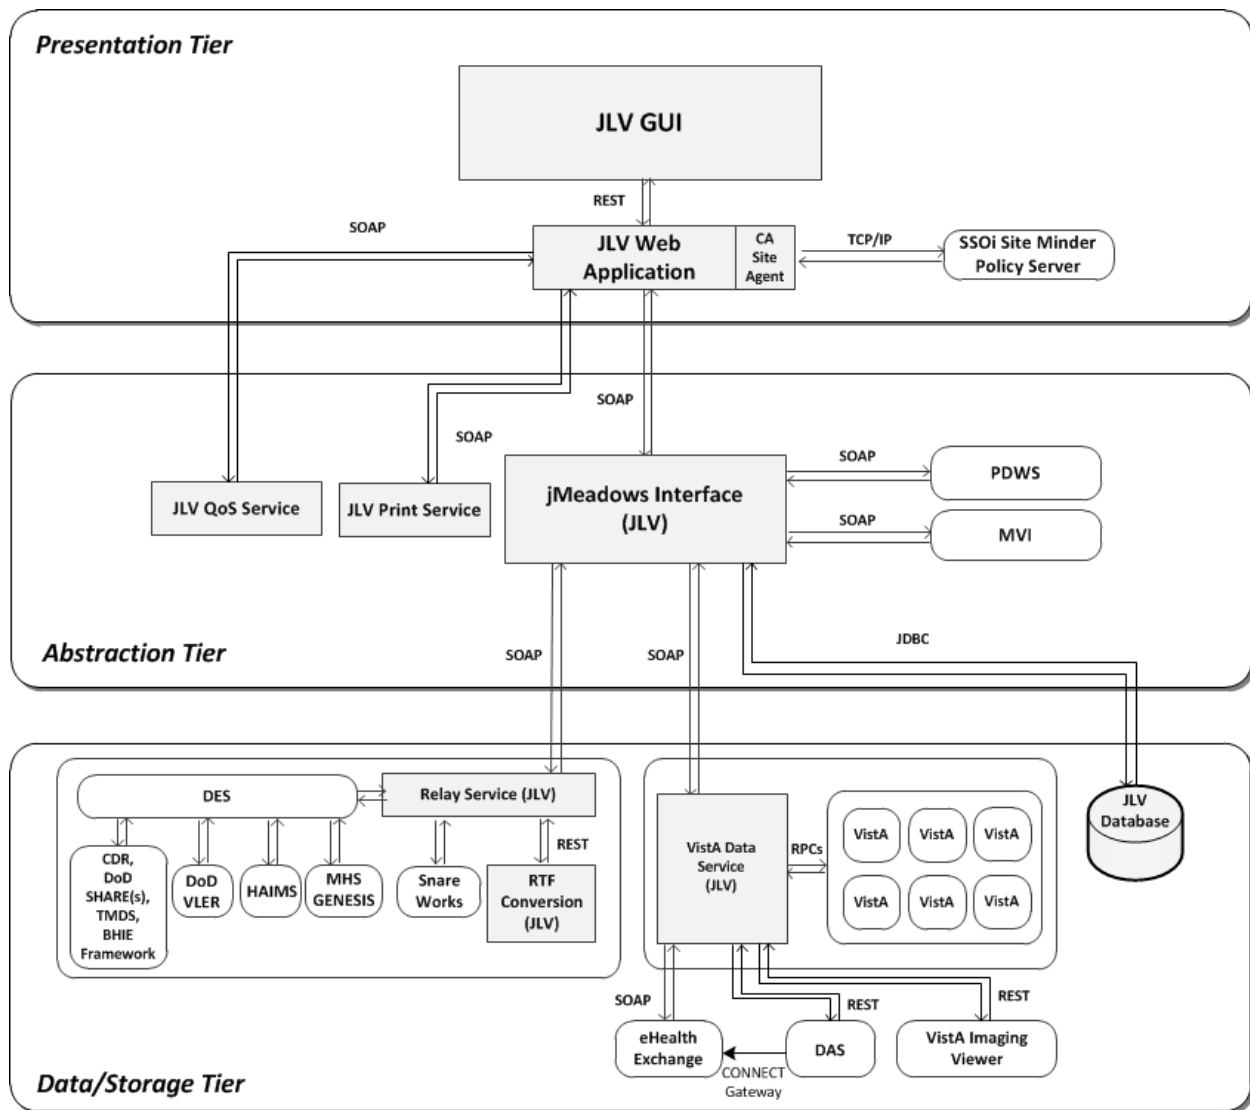 Presentation Tier
JLV GUI
REST
SOAP
JLV Web
Application
CA
Site
Agent
TCP/IP
SSOi Site Minder
Policy Server
SOAP
SOAP
SOAP
PDWS
JLV QoS Service
JLV Print Service
jMeadows Interface
(JLV)
SOAP
MVI
Abstraction Tier
SOAP
SOAP
JDBC
DES
Relay Service (JLV)
REST
CDR,
DoD
SHARE(s),
TMDS,
BHIE
Framework
DoD
VLER
HAIMS
MHS
GENESIS
Snare
Works
RTF
Conversion
(JLV)
VistA Data
Service
(JLV)
RPCs
VistA
VistA
VistA
VistA
VistA
VistA
JLV
Database
SOAP
REST
REST
eHealth
Exchange
CONNECT
Gateway
DAS
VistA Imaging
Viewer
Data/Storage Tier